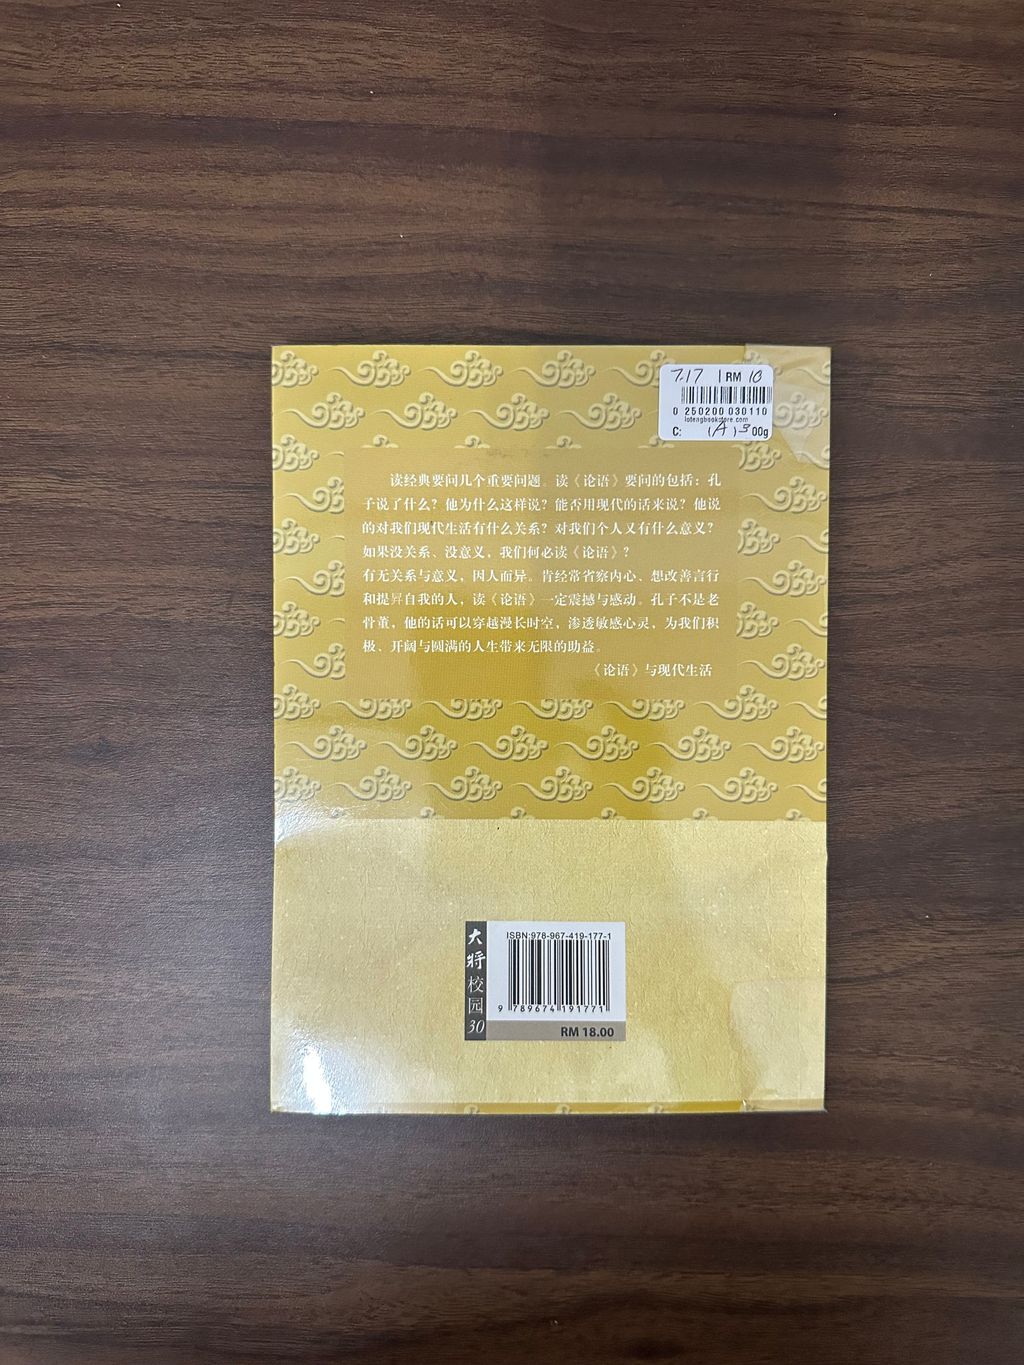 7.17 1 RM 10
0 250200 030110
lotengbookstore.com
C: (A) 300g
读经典要问几个重要问题。读《论语》要问的包括：孔
子说了什么？他为什么这样说？能否用现代的话来说？他说
的对我们现代生活有什么关系？对我们个人又有什么意义？
如果没关系、没意义，我们何必读《论语》？
有无关系与意义，因人而异。肯经常省察内心、想改善言行
和提昇自我的人，读《论语》一定震撼与感动。孔子不是老
骨董，他的话可以穿越漫长时空，渗透敏感心灵，为我们积
极、开阔与圆满的人生带来无限的助益。
《论语》与现代生活
大将校园30
ISBN:978-967-419-177-1
9 789674 191771
RM 18.00